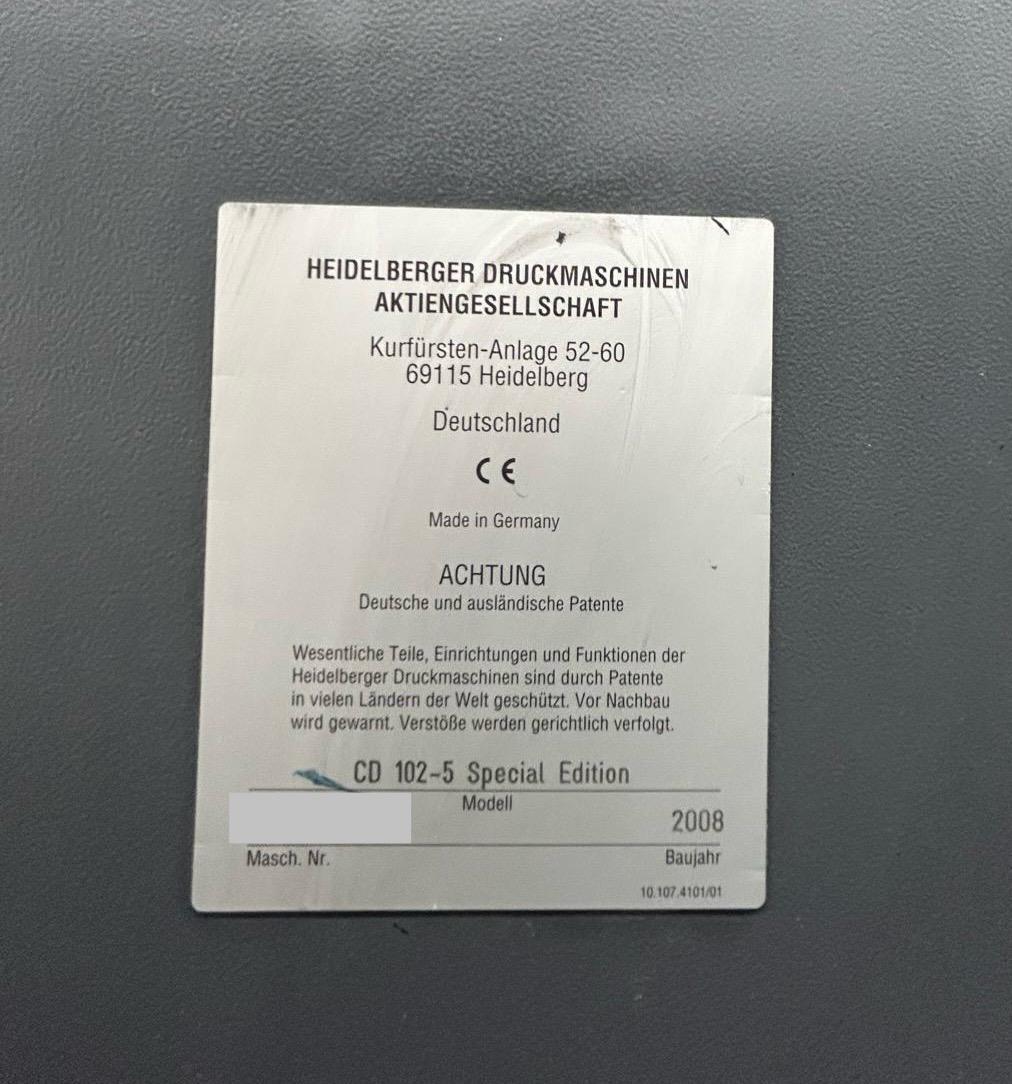 HEIDELBERGER DRUCKMASCHINEN
AKTIENGESELLSCHAFT
Kurfürsten-Anlage 52-60
69115 Heidelberg
Deutschland
CE
Made in Germany
ACHTUNG
Deutsche und ausländische Patente
Wesentliche Teile, Einrichtungen und Funktionen der
Heidelberger Druckmaschinen sind durch Patente
in vielen Ländern der Welt geschützt. Vor Nachbau
wird gewarnt. Verstöße werden gerichtlich verfolgt.
CD 102-5 Special Edition
Modell
2008
Masch. Nr. Baujahr
10.107.4101/01